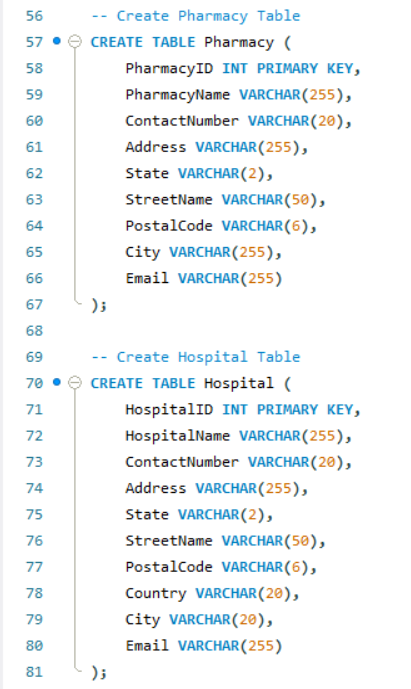 56 -- Create Pharmacy Table
57 CREATE TABLE Pharmacy (
58 PharmacyID INT PRIMARY KEY,
59 PharmacyName VARCHAR(255),
60 ContactNumber VARCHAR(20),
61 Address VARCHAR(255),
62 State VARCHAR(2),
63 StreetName VARCHAR(50),
64 PostalCode VARCHAR(6),
65 City VARCHAR(255),
66 Email VARCHAR(255)
67 );
68
69 -- Create Hospital Table
70 CREATE TABLE Hospital (
71 HospitalID INT PRIMARY KEY,
72 HospitalName VARCHAR(255),
73 ContactNumber VARCHAR(20),
74 Address VARCHAR(255),
75 State VARCHAR(2),
76 StreetName VARCHAR(50),
77 PostalCode VARCHAR(6),
78 Country VARCHAR(20),
79 City VARCHAR(20),
80 Email VARCHAR(255)
81 );